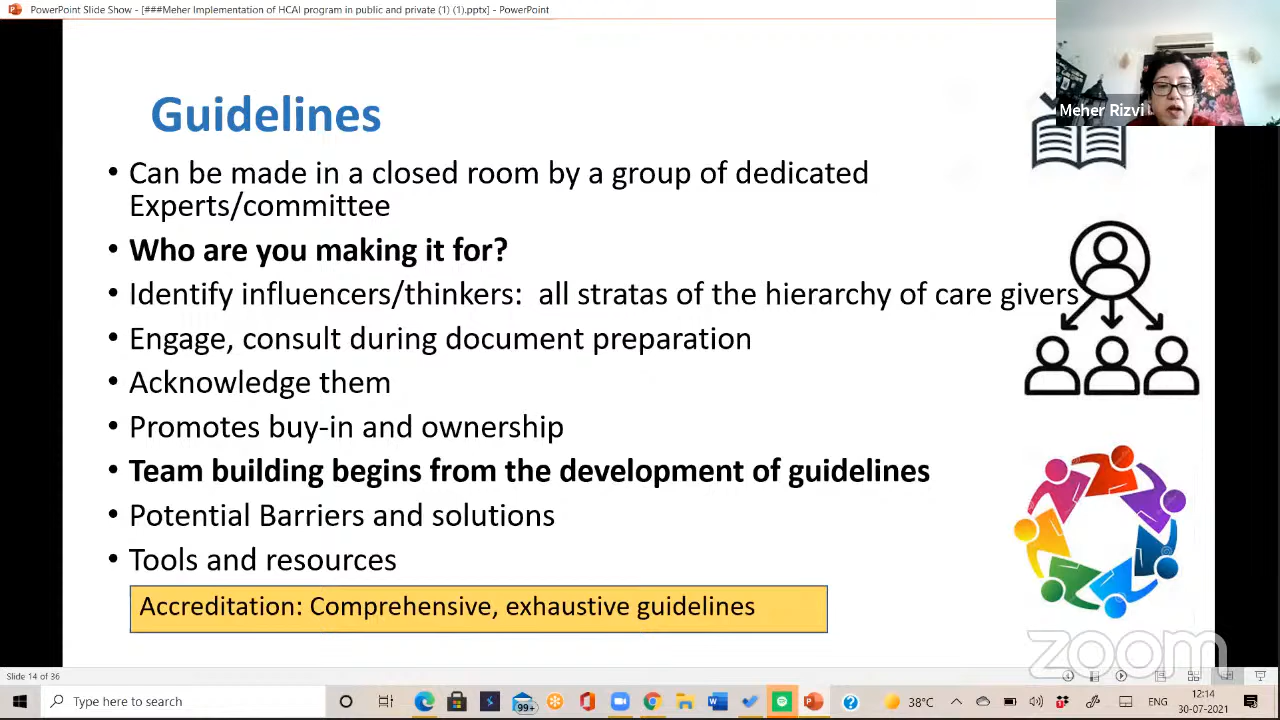 PowerPoint Slide Show - [###Meher Implementation of HCAI program in public and private (1) (1).pptx] - PowerPoint
Meher Rizvi
Guidelines
• Can be made in a closed room by a group of dedicated
Experts/committee
• Who are you making it for?
• Identify influencers/thinkers:  all stratas of the hierarchy of care givers
• Engage, consult during document preparation
• Acknowledge them
• Promotes buy-in and ownership
• Team building begins from the development of guidelines
• Potential Barriers and solutions
• Tools and resources
Accreditation: Comprehensive, exhaustive guidelines
zoom
Slide 14 of 36
Type here to search
99+
38°C
ENG
12:14
30-07-2021